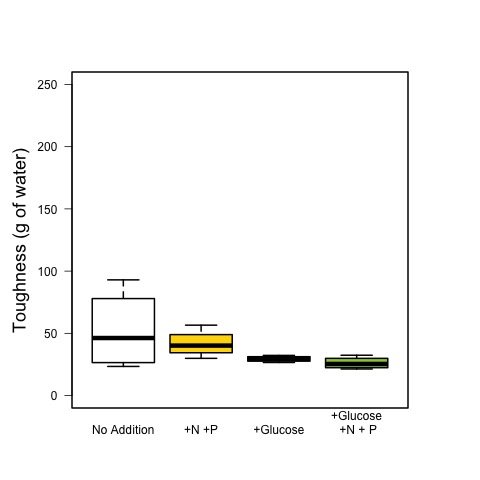 Toughness (g of water)
250
200
150
100
50
0
No Addition
+N +P
+Glucose
+Glucose
+N + P